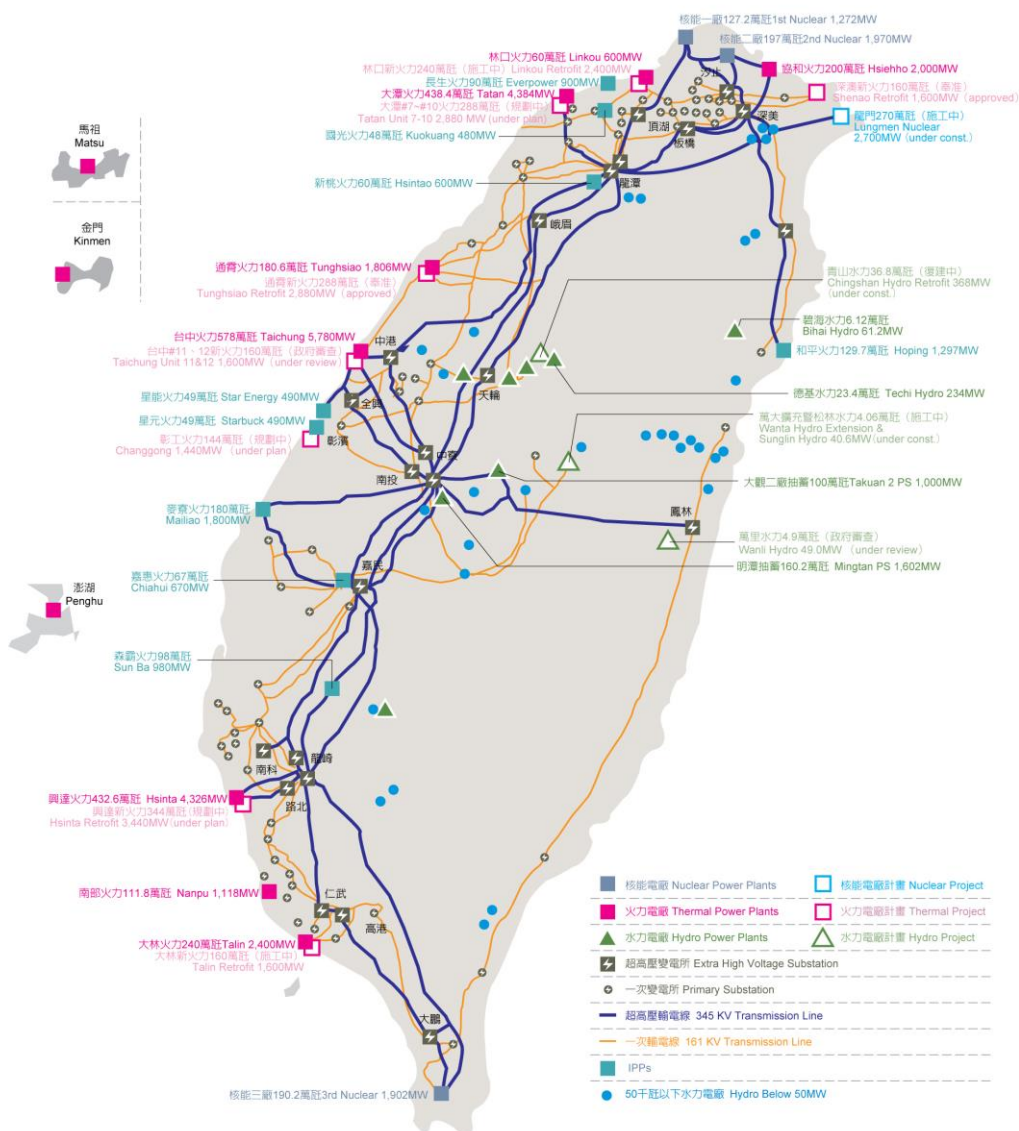 核能一廠127.2萬瓩1st Nuclear 1,272MW
核能二廠197萬瓩2nd Nuclear 1,970MW
林口火力60萬瓩 Linkou 600MW
林口新火力240萬瓩（施工中）Linkou Retrofit 2,400MW
長生火力90萬瓩 Everpower 900MW
大潭火力438.4萬瓩 Tatan 4,384MW
大潭#7~#10火力288萬瓩（規劃中）
Tatan Unit 7-10 2,880 MW (under plan)
國光火力48萬瓩 Kuokuang 480MW
汐止
協和火力200萬瓩 Hsiehho 2,000MW
深澳新火力160萬瓩（奉准）
Shenao Retrofit 1,600MW (approved)
龍門270萬瓩（施工中）
Lungmen Nuclear
2,700MW (under const.)
深美
頂湖
板橋
馬祖
Matsu
金門
Kinmen
新桃火力60萬瓩 Hsintao 600MW
龍潭
峨眉
通霄火力180.6萬瓩 Tunghsiao 1,806MW
通霄新火力288萬瓩（奉准）
Tunghsiao Retrofit 2,880MW (approved)
青山水力36.8萬瓩（復建中）
Chingshan Hydro Retrofit 368MW
(under const.)
碧海水力6.12萬瓩
Bihai Hydro 61.2MW
台中火力578萬瓩 Taichung 5,780MW
台中#11、12新火力160萬瓩（政府審查）
Taichung Unit 11&12 1,600MW (under review)
中港
和平火力129.7萬瓩 Hoping 1,297MW
天輪
德基水力23.4萬瓩 Techi Hydro 234MW
星能火力49萬瓩 Star Energy 490MW
全興
星元火力49萬瓩 Starbuck 490MW
彰工火力144萬瓩（規劃中）
Changgong 1.440MW (under plan)
彰濱
萬大擴充暨松林水力4.06萬瓩（施工中）
Wanta Hydro Extension &
Sunglin Hydro 40.6MW(under const.)
中寮
南投
大觀二廠抽蓄100萬瓩Takuan 2 PS 1,000MW
麥寮火力180萬瓩
Mailiao 1,800MW
鳳林
萬里水力4.9萬瓩（政府審查）
Wanli Hydro 49.0MW （under review）
明潭抽蓄160.2萬瓩 Mingtan PS 1,602MW
嘉惠火力67萬瓩
Chiahui 670MW
嘉民
澎湖
Penghu
森霸火力98萬瓩
Sun Ba 980MW
南科
龍崎
路北
興達火力432.6萬瓩 Hsinta 4,326MW
興達新火力344萬瓩(規劃中)
Hsinta Retrofit 3.440MW(under plan)
南部火力111.8萬瓩 Nanpu 1,118MW
仁武
高港
大林火力240萬瓩Talin 2,400MW
大林新火力160萬瓩（施工中）
Talin Retrofit 1,600MW
大鵬
核能三廠190.2萬瓩3rd Nuclear 1,902MW
核能電廠 Nuclear Power Plants
核能電廠計畫 Nuclear Project
火力電廠 Thermal Power Plants
火力電廠計畫 Thermal Project
水力電廠 Hydro Power Plants
水力電廠計畫 Hydro Project
超高壓變電所 Extra High Voltage Substation
一次變電所 Primary Substation
超高壓輸電線 345 KV Transmission Line
一次輸電線 161 KV Transmission Line
IPPs
50千瓩以下水力電廠 Hydro Below 50MW